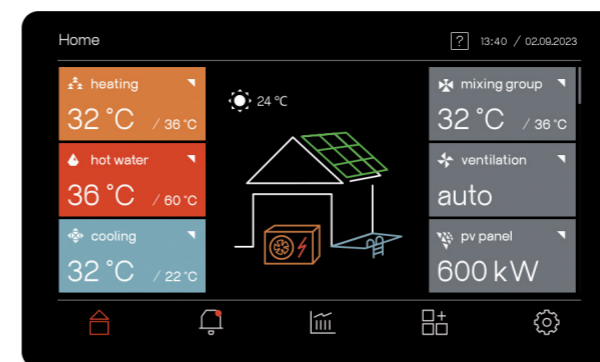 Home
? 13:40 / 02.09.2023
heating
32 °C / 36 °C
hot water
36 °C / 60 °C
cooling
32 °C / 22 °C
24 °C
mixing group
32 °C / 36 °C
ventilation
auto
pv panel
600 kW